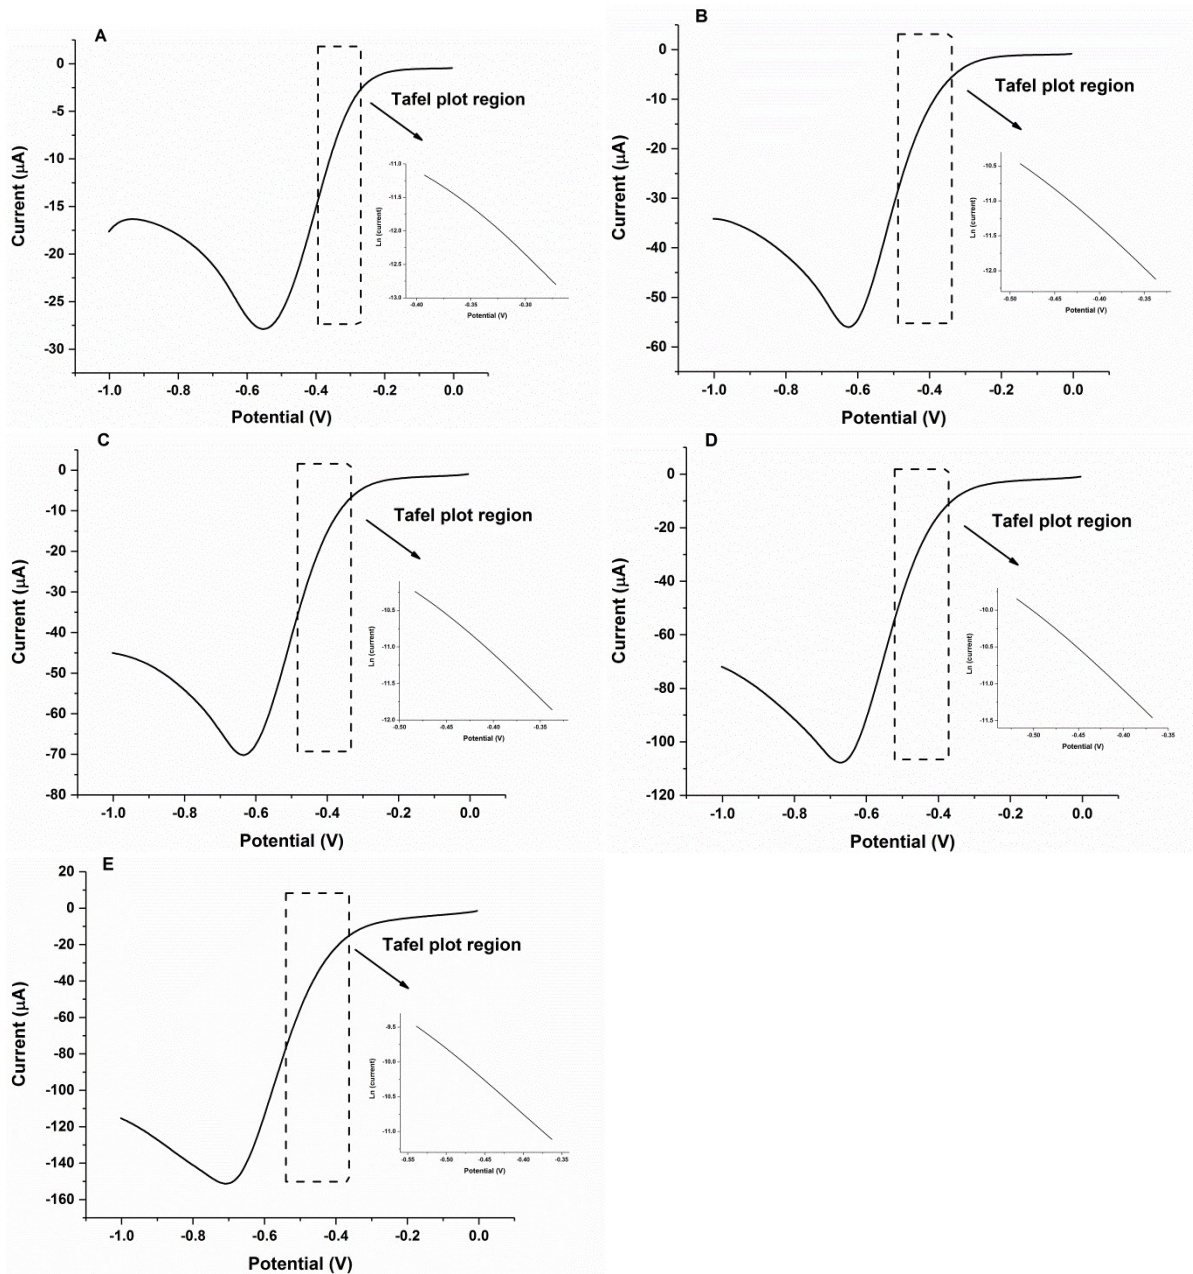 A
0
-5
-10
-15
-20
-25
-30
Current (μA)
-1.0 -0.8 -0.6 -0.4 -0.2 0.0
Potential (V)
Tafel plot region
-11.0
-11.5
-12.0
-12.5
-13.0
Ln (current)
-0.40 -0.35 -0.30
Potential (V)
B
0
-10
-20
-30
-40
-50
-60
Current (μA)
-1.0 -0.8 -0.6 -0.4 -0.2 0.0
Potential (V)
Tafel plot region
-10.5
-11.0
-11.5
-12.0
Ln (current)
-0.50 -0.45 -0.40 -0.35
Potential (V)
C
0
-10
-20
-30
-40
-50
-60
-70
-80
Current (μA)
-1.0 -0.8 -0.6 -0.4 -0.2 0.0
Potential (V)
Tafel plot region
-10.5
-11.0
-11.5
-12.0
Ln (current)
-0.50 -0.45 -0.40 -0.35
Potential (V)
D
0
-20
-40
-60
-80
-100
-120
Current (μA)
-1.0 -0.8 -0.6 -0.4 -0.2 0.0
Potential (V)
Tafel plot region
-10.0
-10.5
-11.0
-11.5
Ln (current)
-0.50 -0.45 -0.40 -0.35
Potential (V)
E
20
0
-20
-40
-60
-80
-100
-120
-140
-160
Current (μA)
-1.0 -0.8 -0.6 -0.4 -0.2 0.0
Potential (V)
Tafel plot region
-9.5
-10.0
-10.5
-11.0
Ln (current)
-0.55 -0.50 -0.45 -0.40 -0.35
Potential (V)